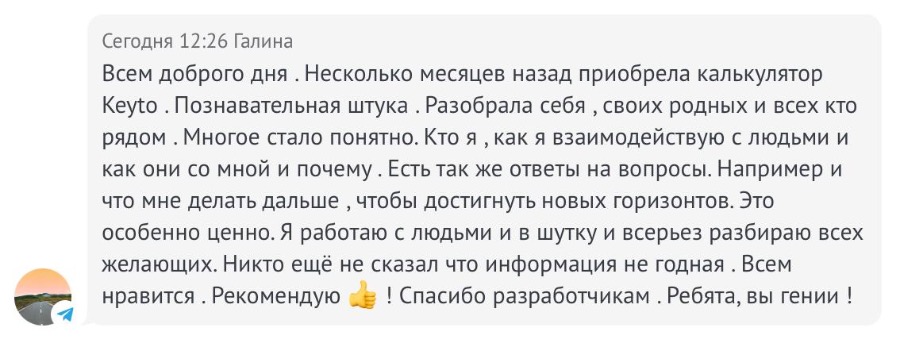 Сегодня 12:26 Галина
Всем доброго дня . Несколько месяцев назад приобрела калькулятор
Keyto . Познавательная штука . Разобрала себя , своих родных и всех кто
рядом . Многое стало понятно. Кто я , как я взаимодействую с людьми и
как они со мной и почему . Есть так же ответы на вопросы. Например и
что мне делать дальше , чтобы достигнуть новых горизонтов. Это
особенно ценно. Я работаю с людьми и в шутку и всерьез разбираю всех
желающих. Никто ещё не сказал что информация не годная . Всем
нравится . Рекомендую 👍 ! Спасибо разработчикам . Ребята, вы гении !